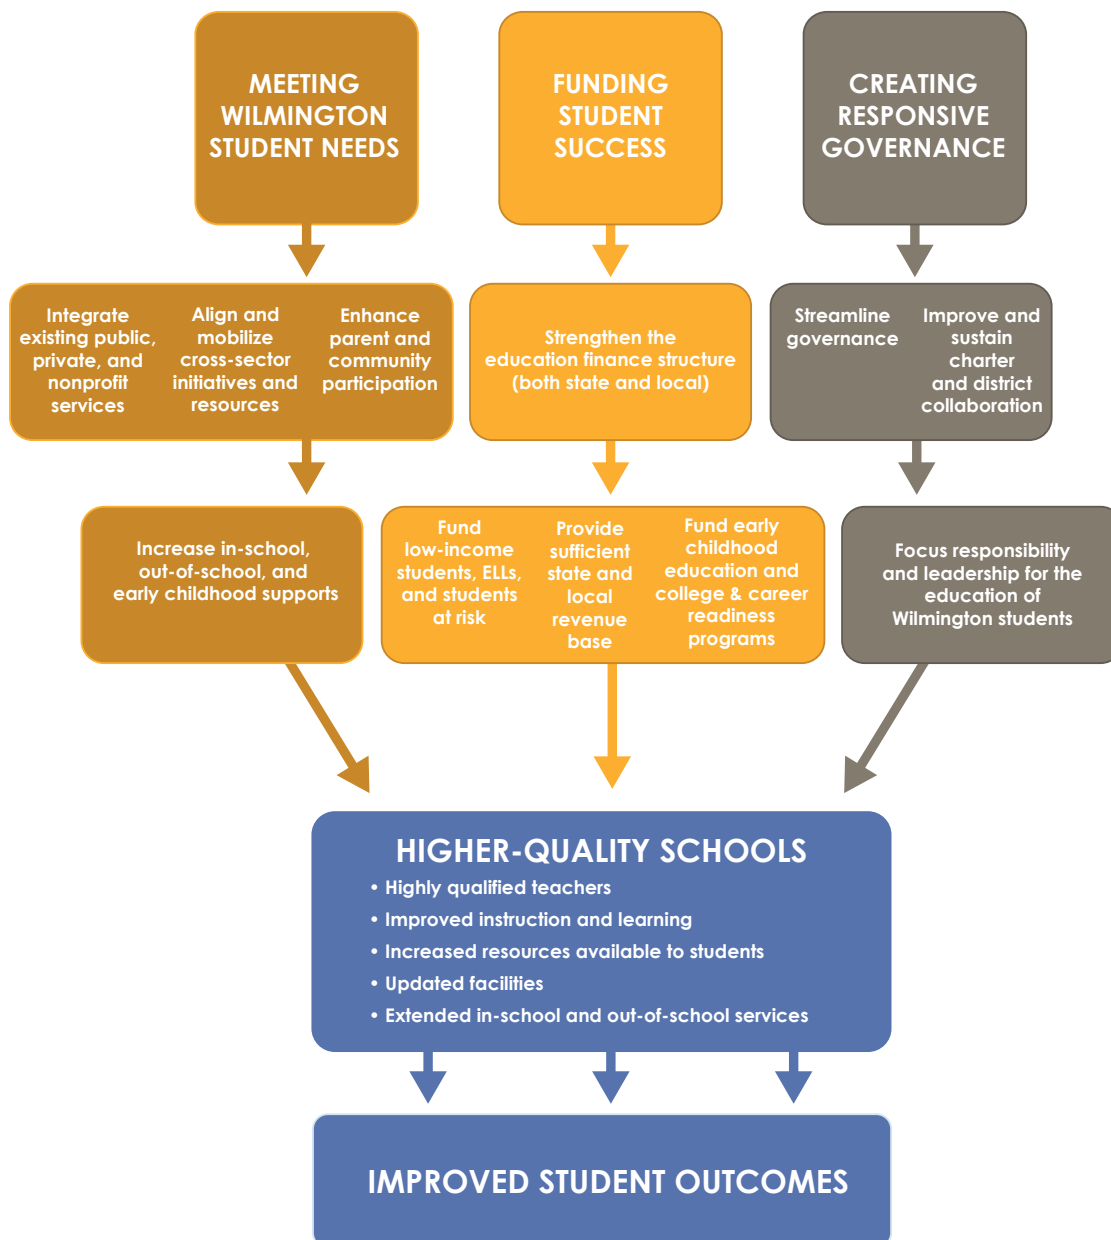 MEETING
WILMINGTON
STUDENT NEEDS
FUNDING
STUDENT
SUCCESS
CREATING
RESPONSIVE
GOVERNANCE
Integrate
existing public,
private, and
nonprofit
services
Align and
mobilize
cross-sector
initiatives and
resources
Enhance
parent and
community
participation
Strengthen the
education finance structure
(both state and local)
Streamline
governance
Improve and
sustain
charter
and district
collaboration
Increase in-school,
out-of-school, and
early childhood supports
Fund
low-income
students, ELLs,
and students
at risk
Provide
sufficient
state and
local
revenue
base
Fund early
childhood
education and
college & career
readiness
programs
Focus responsibility
and leadership for the
education of
Wilmington students
HIGHER-QUALITY SCHOOLS
• Highly qualified teachers
• Improved instruction and learning
• Increased resources available to students
• Updated facilities
• Extended in-school and out-of-school services
IMPROVED STUDENT OUTCOMES